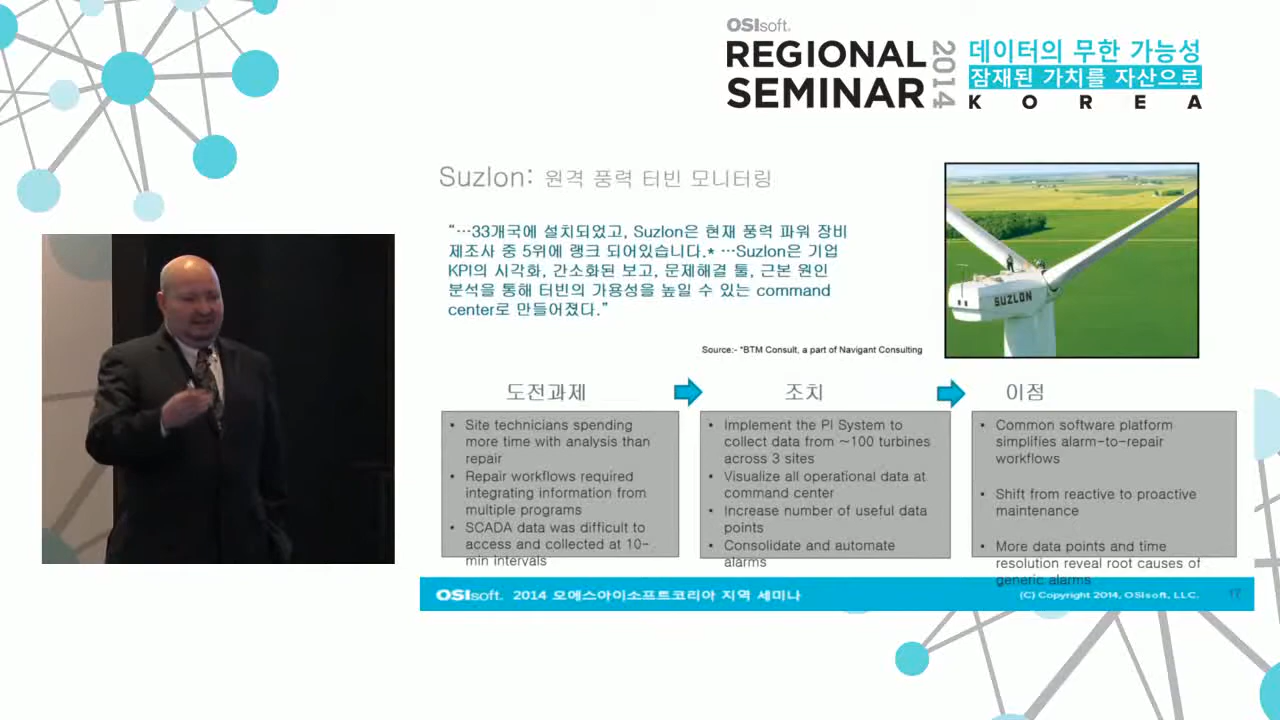 OSIsoft.
REGIONAL
SEMINAR
2014
데이터의 무한 가능성
잠재된 가치를 자산으로
KOREA
Suzlon: 원격 풍력 터빈 모니터링
“…33개국에 설치되었고, Suzlon은 현재 풍력 파워 장비
제조사 중 5위에 랭크 되어있습니다.* …Suzlon은 기업
KPI의 시각화, 간소화된 보고, 문제해결 툴, 근본 원인
분석을 통해 터빈의 가용성을 높일 수 있는 command
center로 만들어졌다.”
SUZLON
Source:- *BTM Consult, a part of Navigant Consulting
도전과제
• Site technicians spending
more time with analysis than
repair
• Repair workflows required
integrating information from
multiple programs
• SCADA data was difficult to
access and collected at 10-
min intervals
조치
• Implement the PI System to
collect data from ~100 turbines
across 3 sites
• Visualize all operational data at
command center
• Increase number of useful data
points
• Consolidate and automate
alarms
이점
• Common software platform
simplifies alarm-to-repair
workflows
• Shift from reactive to proactive
maintenance
• More data points and time
resolution reveal root causes of
generic alarms
OSIsoft. 2014 오에스아이소프트코리아 지역 세미나
(C) Copyright 2014, OSIsoft, LLC. 17